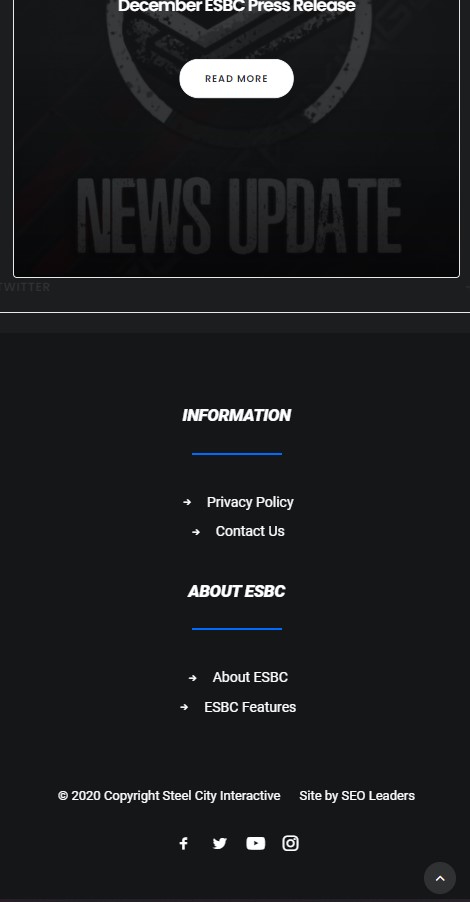 December ESBC Press Release
READ MORE
NEWS UPDATE
TWITTER
INFORMATION
Privacy Policy
Contact Us
ABOUT ESBC
About ESBC
ESBC Features
© 2020 Copyright Steel City Interactive Site by SEO Leaders